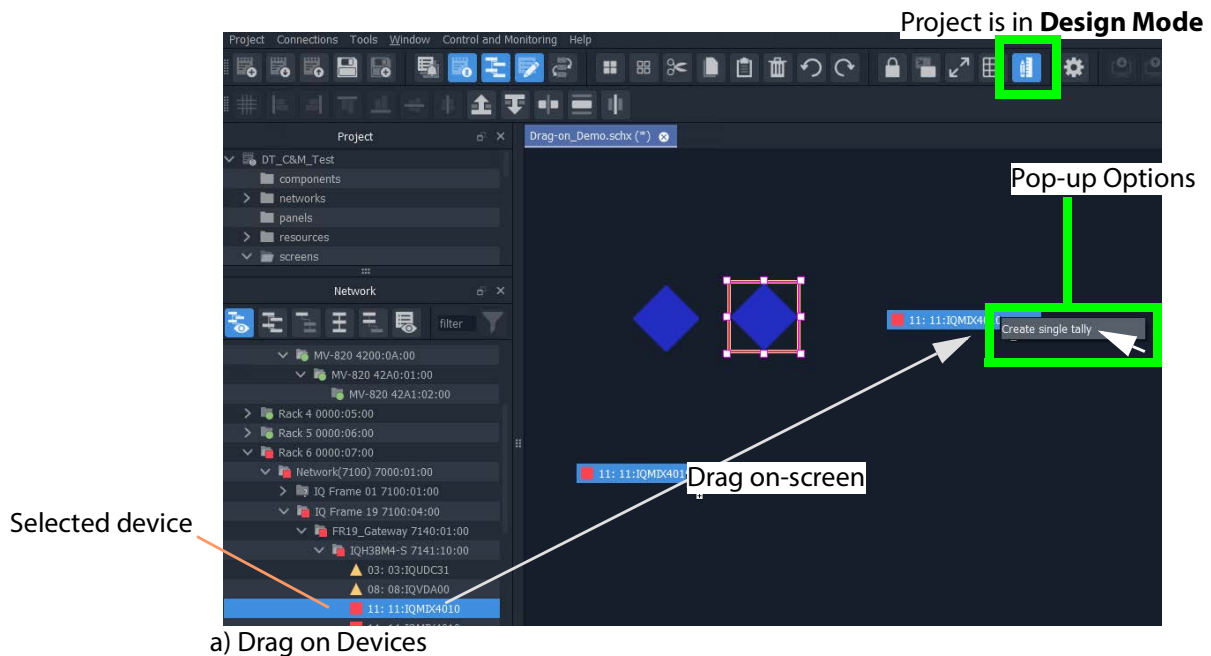 Project is in Design Mode
Project Connections Tools Window Control and Monitoring Help
Project
Drag-on_Demo.schx (*)
DT_C&M_Test
components
networks
panels
resources
screens
Pop-up Options
Network
filter
11: 11:IQMIX40
Create single tally
MV-820 4200:0A:00
MV-820 42A0:01:00
MV-820 42A1:02:00
Rack 4 0000:05:00
Rack 5 0000:06:00
Rack 6 0000:07:00
Network(7100) 7000:01:00
11: 11:IQMIX401
Drag on-screen
IQ Frame 01 7100:01:00
IQ Frame 19 7100:04:00
Selected device
FR19_Gateway 7140:01:00
IQH3BM4-S 7141:10:00
03: 03:IQUDC31
08: 08:IQVDA00
11: 11:IQMIX4010
a) Drag on Devices